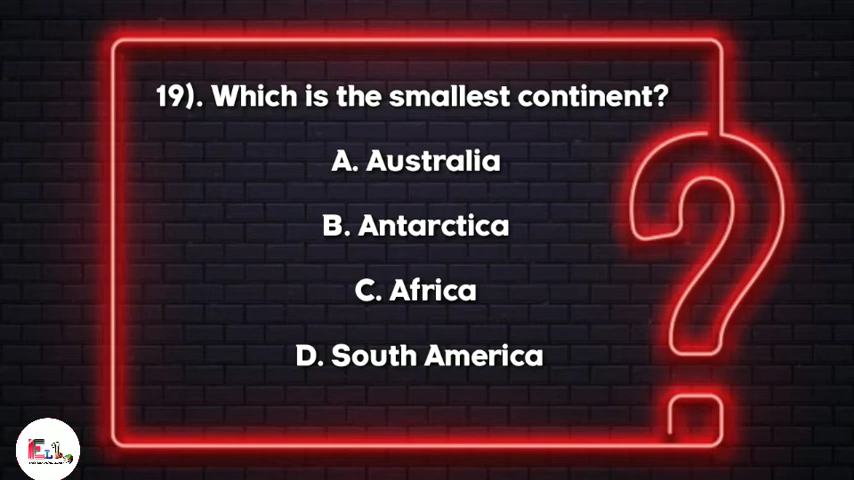 19). Which is the smallest continent?
A. Australia
B. Antarctica
C. Africa
D. South America